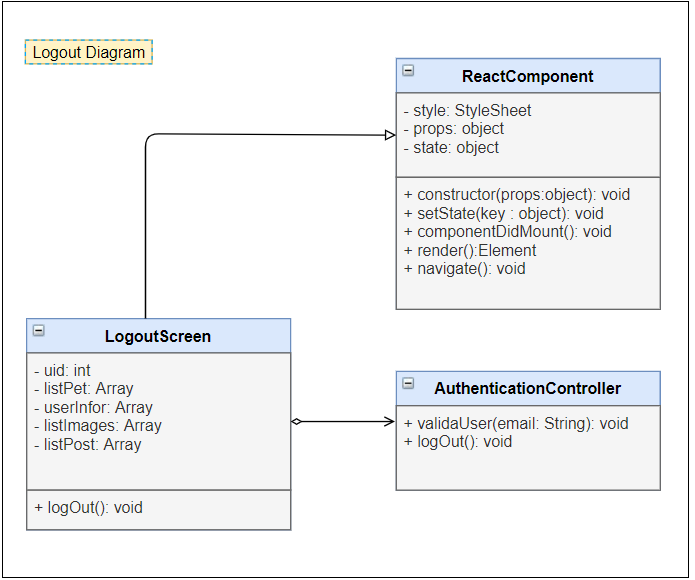 Logout Diagram
ReactComponent
- style: StyleSheet
- props: object
- state: object
+ constructor(props:object): void
+ setState(key : object): void
+ componentDidMount(): void
+ render():Element
+ navigate(): void
LogoutScreen
- uid: int
- listPet: Array
- userInfor: Array
- listImages: Array
- listPost: Array
+ logOut(): void
AuthenticationController
+ validaUser(email: String): void
+ logOut(): void